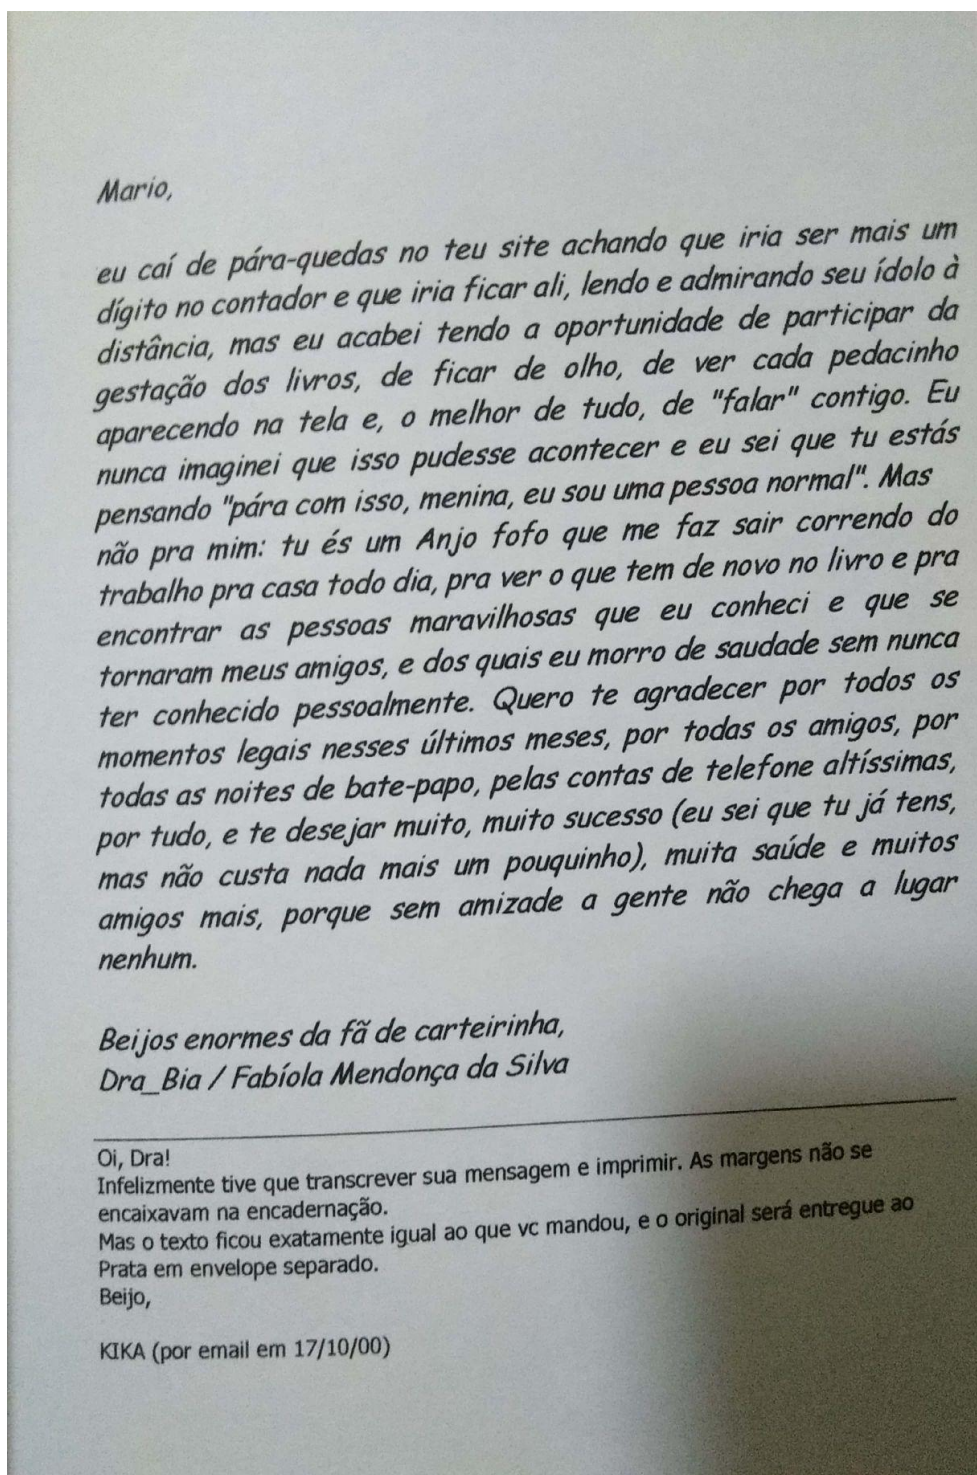 Mario,
eu caí de pára-quedas no teu site achando que iria ser mais um
dígito no contador e que iria ficar ali, lendo e admirando seu ídolo à
distância, mas eu acabei tendo a oportunidade de participar da
gestação dos livros, de ficar de olho, de ver cada pedacinho
aparecendo na tela e, o melhor de tudo, de "falar" contigo. Eu
nunca imaginei que isso pudesse acontecer e eu sei que tu estás
pensando "pára com isso, menina, eu sou uma pessoa normal". Mas
não pra mim: tu és um Anjo fofo que me faz sair correndo do
trabalho pra casa todo dia, pra ver o que tem de novo no livro e pra
encontrar as pessoas maravilhosas que eu conheci e que se
tornaram meus amigos, e dos quais eu morro de saudade sem nunca
ter conhecido pessoalmente. Quero te agradecer por todos os
momentos legais nesses últimos meses, por todas os amigos, por
todas as noites de bate-papo, pelas contas de telefone altíssimas,
por tudo, e te desejar muito, muito sucesso (eu sei que tu já tens,
mas não custa nada mais um pouquinho), muita saúde e muitos
amigos mais, porque sem amizade a gente não chega a lugar
nenhum.
Beijos enormes da fã de carteirinha,
Dra_Bia / Fabíola Mendonça da Silva
Oi, Dra!
Infelizmente tive que transcrever sua mensagem e imprimir. As margens não se
encaixavam na encadernação.
Mas o texto ficou exatamente igual ao que vc mandou, e o original será entregue ao
Prata em envelope separado.
Beijo,
KIKA (por email em 17/10/00)